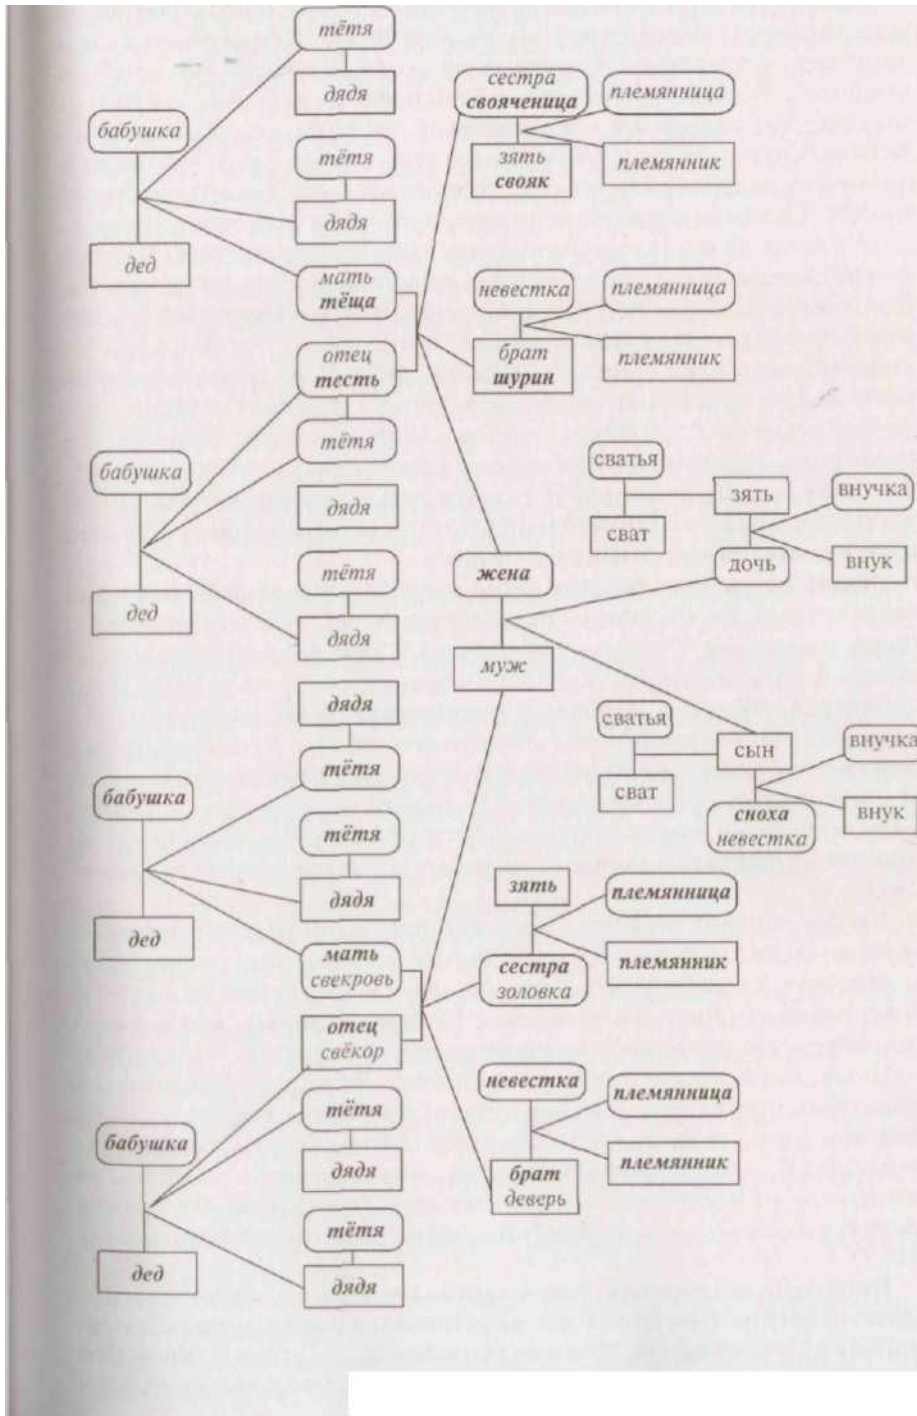 тётя
дядя
бабушка
тётя
дядя
дед
мать
тёща
отец
тесть
тётя
бабушка
дядя
тётя
дед
дядя
сестра
свояченица
племянница
зять
свояк
племянник
невестка
племянница
брат
шурин
племянник
сватья
зять
внучка
сват
дочь
внук
жена
муж
сватья
сын
внучка
сват
сноха
невестка
внук
дядя
тётя
бабушка
тётя
дядя
дед
мать
свекровь
отец
свёкор
тётя
бабушка
дядя
тётя
дед
дядя
зять
племянница
сестра
золовка
племянник
невестка
племянница
брат
деверь
племянник